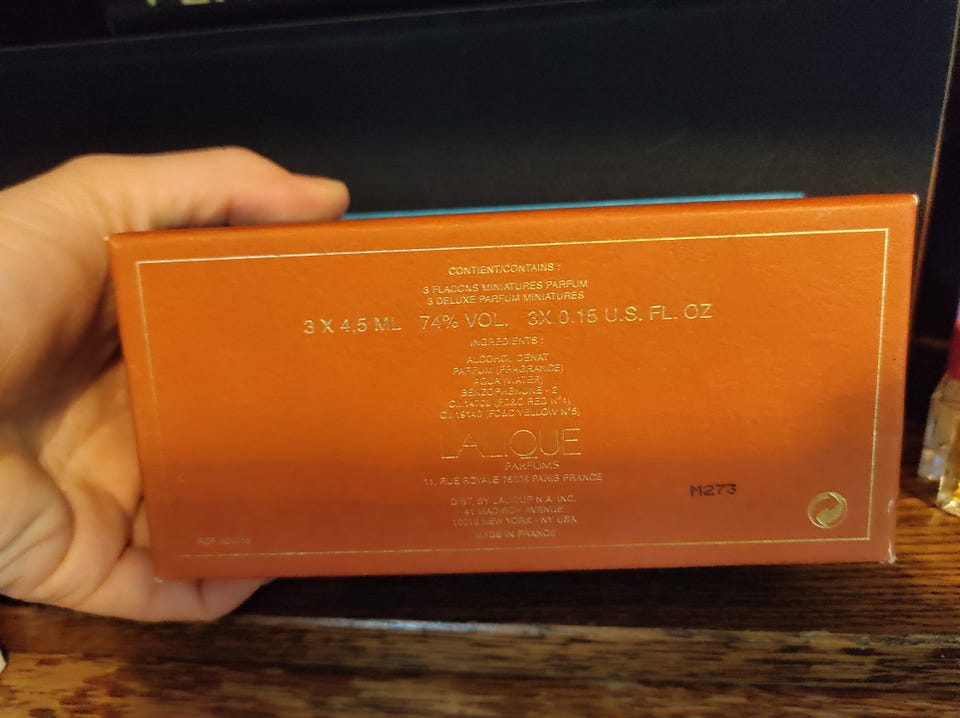 CONTIENT/CONTAINS :
3 FLACONS MINIATURES PARFUM
3 DELUXE PARFUM MINIATURES
3 X 4,5 ML 74% VOL. 3X 0.15 U.S. FL. OZ
INGREDIENTS :
ALCOHOL DENAT
PARFUM (FRAGRANCE)
AQUA (WATER)
BENZOPHENONE - 2
C.I.14700 (FD&C RED N°4)
C.I. 19140 (FD&C YELLOW N°5)
LALIQUE
PARFUMS
11, RUE ROYALE 75008 PARIS FRANCE
M273
DIST. BY LALIQUE N.A. INC.
41 MADISON AVENUE
10010 NEW YORK - NY USA
MADE IN FRANCE
REF.